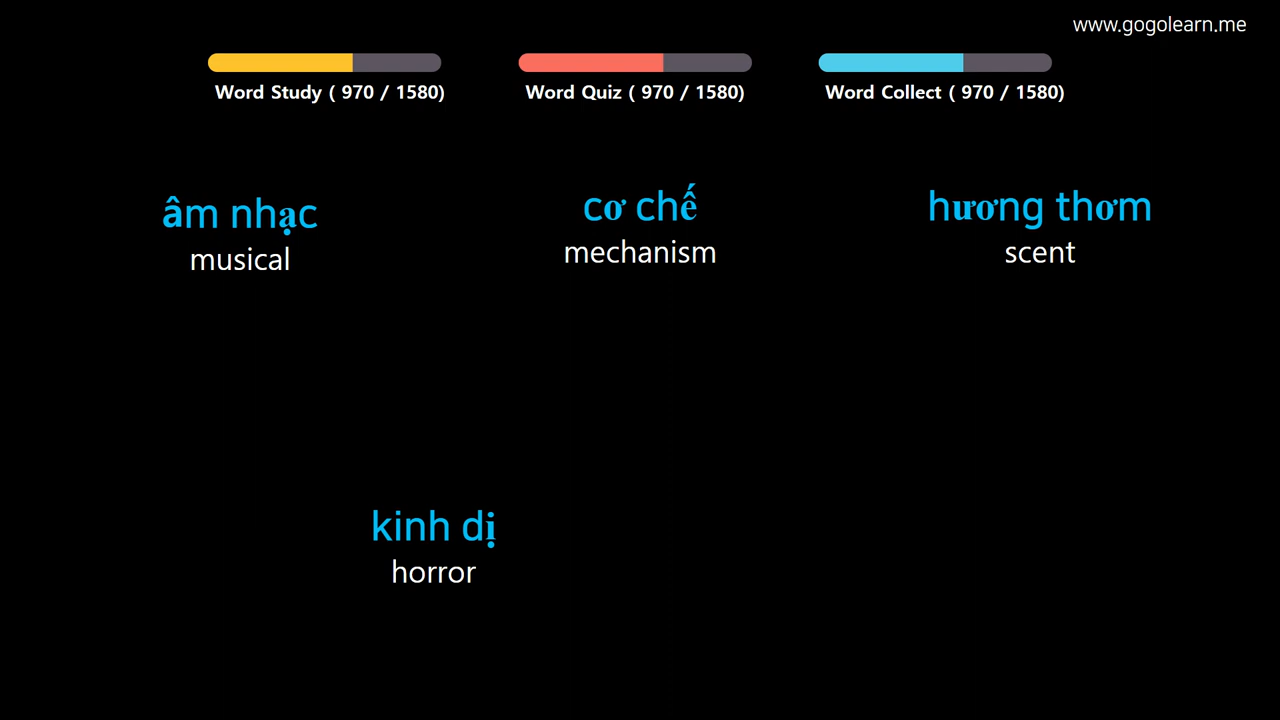 www.gogolearn.me
Word Study ( 970 / 1580)
Word Quiz ( 970 / 1580)
Word Collect ( 970 / 1580)
âm nhạc
musical
cơ chế
mechanism
hương thơm
scent
kinh dị
horror